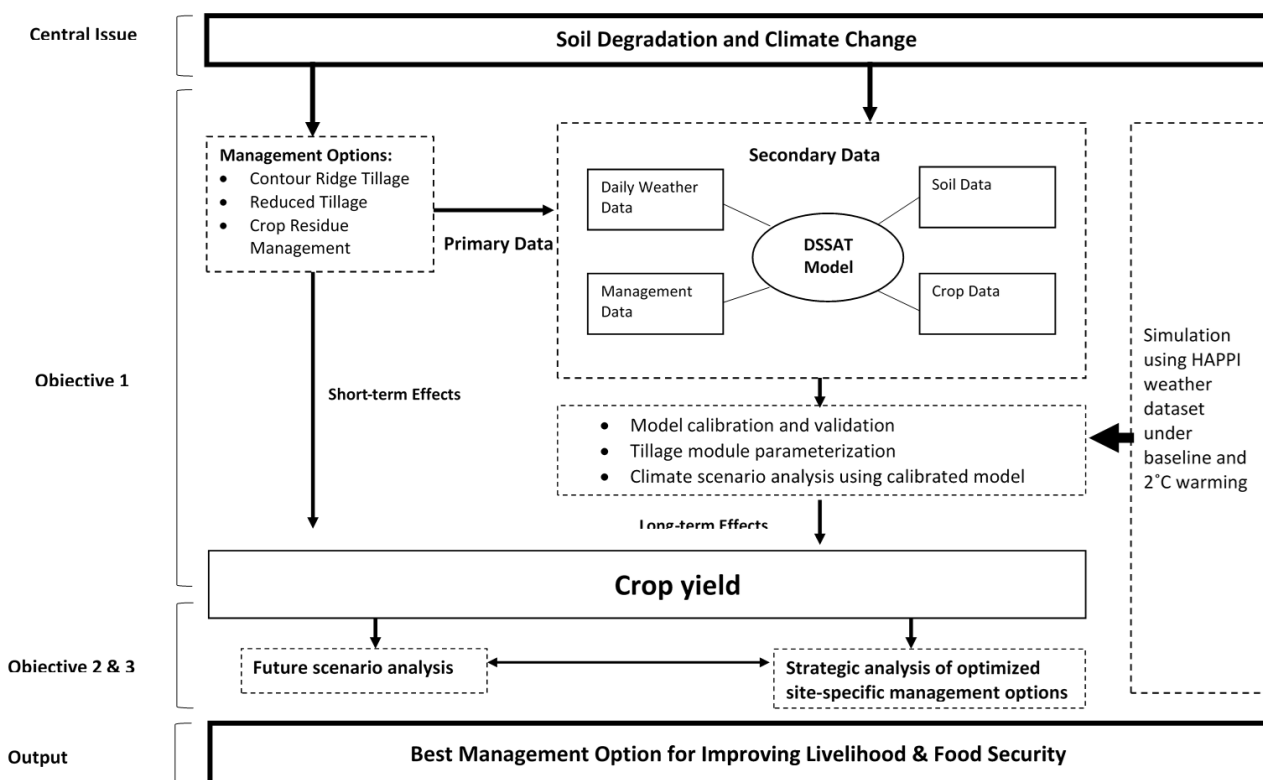 Central Issue
Soil Degradation and Climate Change
Management Options:
• Contour Ridge Tillage
• Reduced Tillage
• Crop Residue
Management
Primary Data
Secondary Data
Daily Weather
Data
Soil Data
DSSAT
Model
Management
Data
Crop Data
Simulation
using HAPPI
weather
dataset
under
baseline and
2˚C warming
Objective 1
Short-term Effects
• Model calibration and validation
• Tillage module parameterization
• Climate scenario analysis using calibrated model
Long-term Effects
Crop yield
Objective 2 & 3
Future scenario analysis
Strategic analysis of optimized
site-specific management options
Output
Best Management Option for Improving Livelihood & Food Security